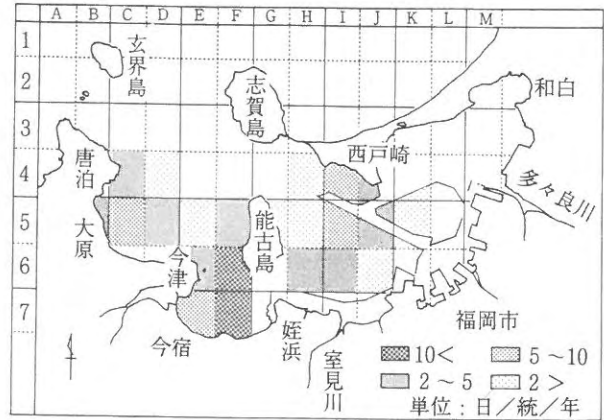 A B C D E F G H I J K L M
1
2
3
4
5
6
7
玄界島
志賀島
和白
西戸崎
唐泊
多々良川
大原
能古島
今津
福岡市
今宿
姪浜
室見川
10<
5～10
2～5
2>
単位：日/統/年